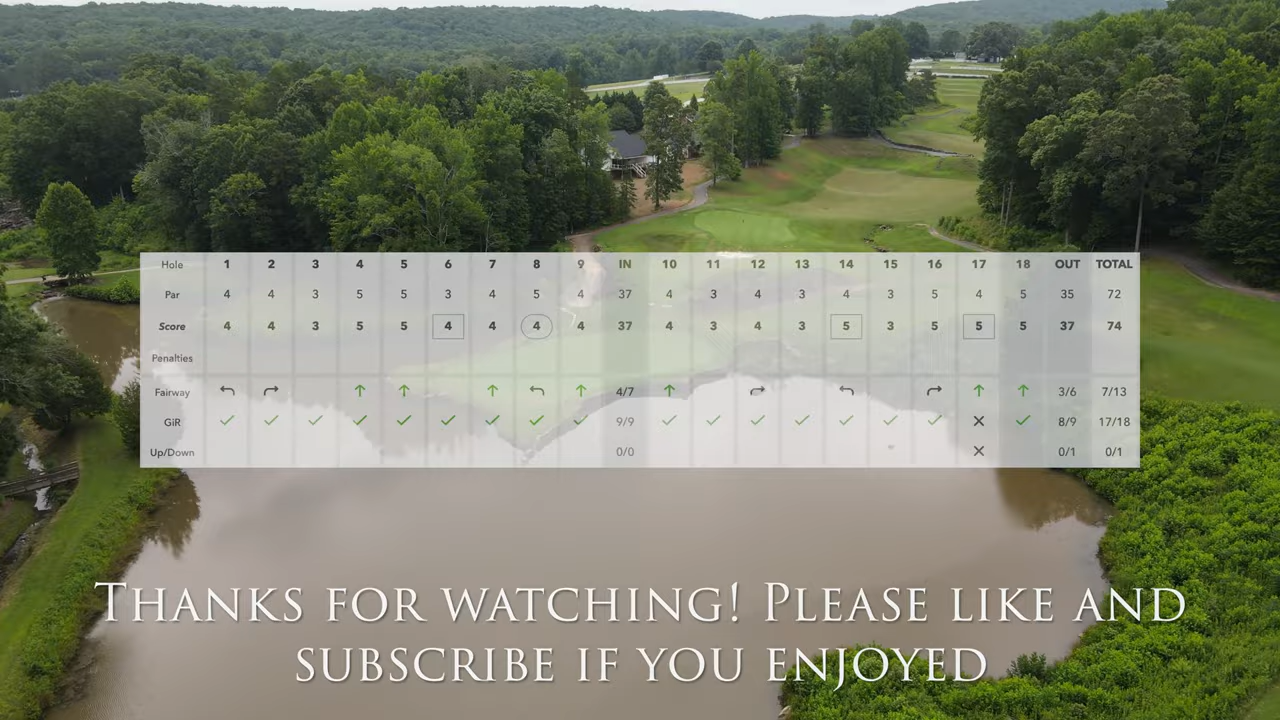 Hole 1 2 3 4 5 6 7 8 9 IN 10 11 12 13 14 15 16 17 18 OUT TOTAL
Par 4 4 3 5 5 3 4 5 4 37 4 3 4 3 4 3 5 4 5 35 72
Score 4 4 3 5 5 4 4 4 4 37 4 3 4 3 5 3 5 5 5 37 74
Penalties
Fairway 4/7 3/6 7/13
GiR 9/9 8/9 17/18
Up/Down 0/0 0/1 0/1
Thanks for watching! Please like and
subscribe if you enjoyed